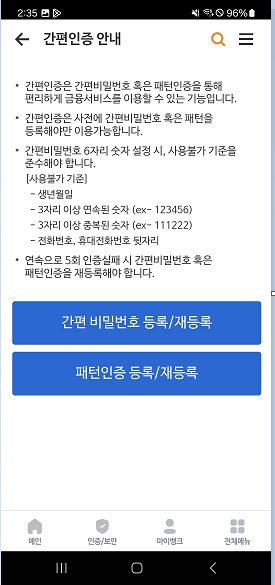 2:35
96%
간편인증 안내
• 간편인증은 간편비밀번호 혹은 패턴인증을 통해
편리하게 금융서비스를 이용할 수 있는 기능입니다.
• 간편인증은 사전에 간편비밀번호 혹은 패턴을
등록해야만 이용가능합니다.
• 간편비밀번호 6자리 숫자 설정 시, 사용불가 기준을
준수해야 합니다.
[사용불가 기준]
- 생년월일
- 3자리 이상 연속된 숫자 (ex- 123456)
- 3자리 이상 중복된 숫자 (ex- 111222)
- 전화번호, 휴대전화번호 뒷자리
• 연속으로 5회 인증실패 시 간편비밀번호 혹은
패턴인증을 재등록해야 합니다.
간편 비밀번호 등록/재등록
패턴인증 등록/재등록
메인 인증/보안 마이뱅크 전체메뉴